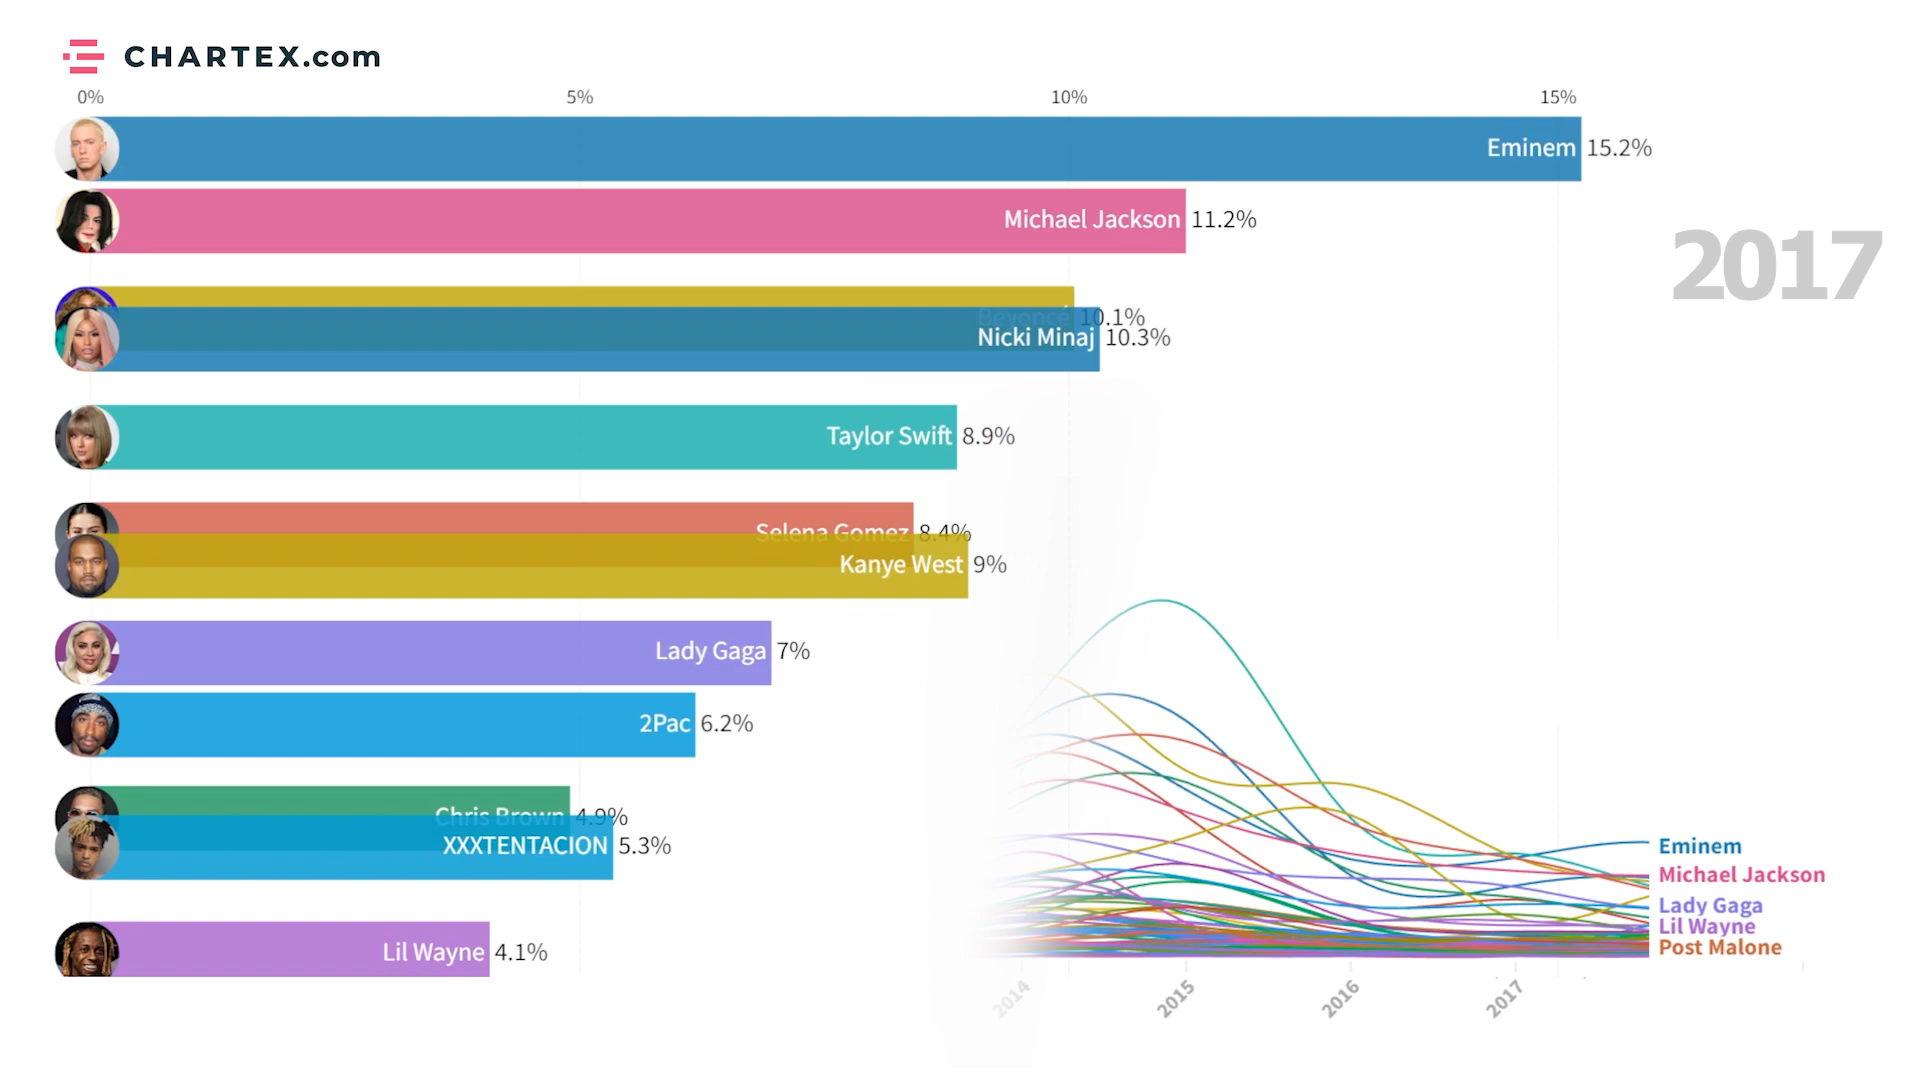 CHARTEX.com
0% 5% 10% 15%
Eminem 15.2%
Michael Jackson 11.2%
2017
Beyoncé 10.1%
Nicki Minaj 10.3%
Taylor Swift 8.9%
Selena Gomez 8.4%
Kanye West 9%
Lady Gaga 7%
2Pac 6.2%
Chris Brown 4.9%
XXXTENTACION 5.3%
Lil Wayne 4.1%
Eminem
Michael Jackson
Lady Gaga
Lil Wayne
Post Malone
2014 2015 2016 2017